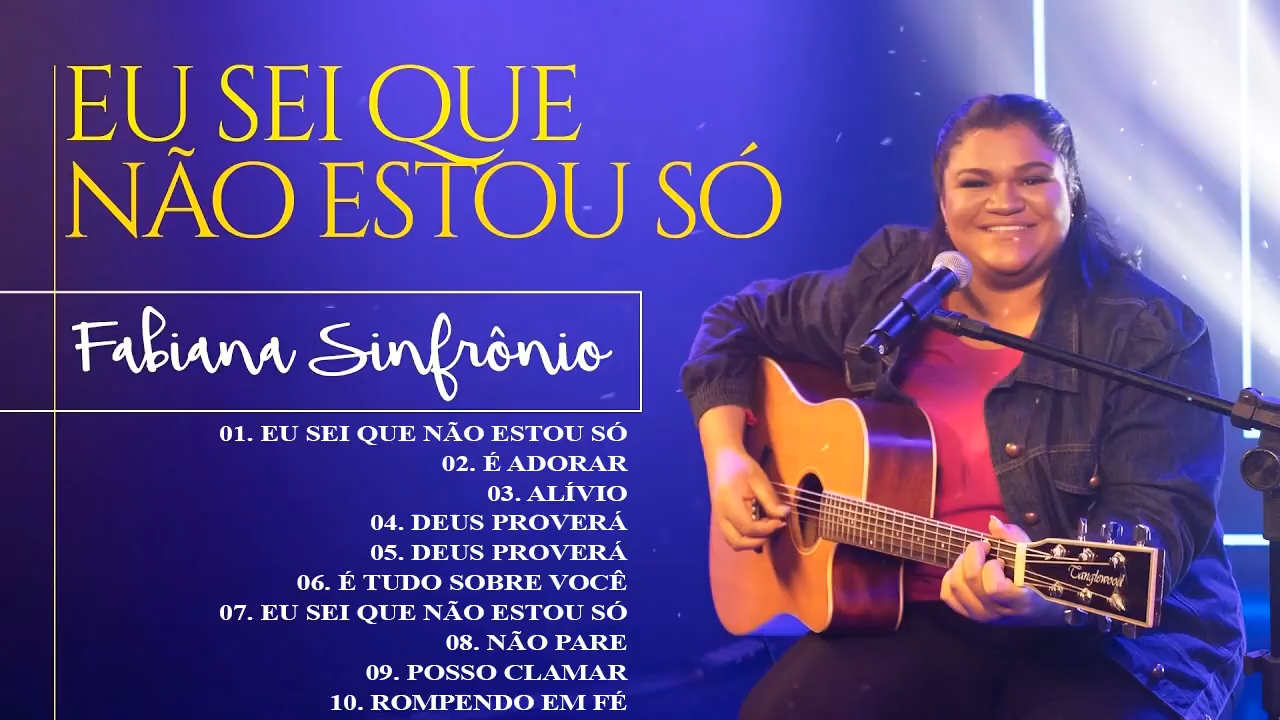 EU SEI QUE
NÃO ESTOU SÓ
Fabiana Sinfrônio
01. EU SEI QUE NÃO ESTOU SÓ
02. É ADORAR
03. ALÍVIO
04. DEUS PROVERÁ
05. DEUS PROVERÁ
06. É TUDO SOBRE VOCÊ
07. EU SEI QUE NÃO ESTOU SÓ
08. NÃO PARE
09. POSSO CLAMAR
10. ROMPENDO EM FÉ
Tanglewood